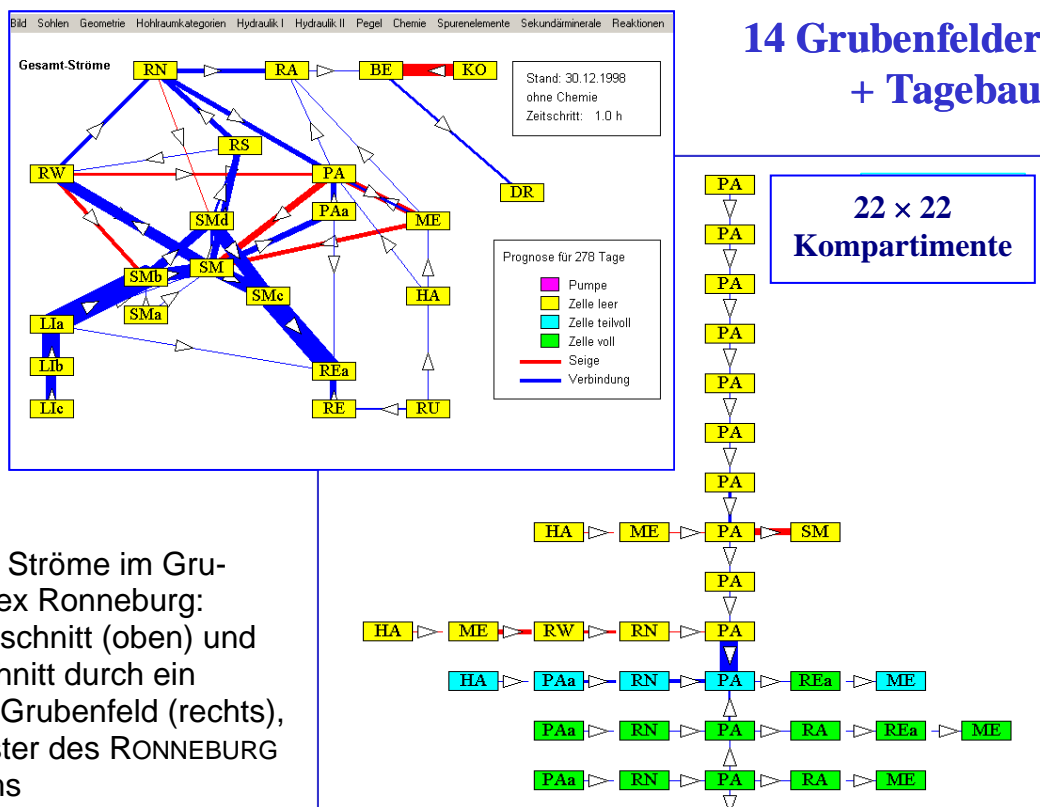 Bild Sohlen Geometrie Hohlraumkategorien Hydraulik I Hydraulik II Pegel Chemie Spurenelemente Sekundärminerale Reaktionen
Gesamt-Ströme
RN RA BE KO
Stand: 30.12.1998
ohne Chemie
Zeitschritt: 1.0 h
RS
RW PA
DR
PAa ME
SMd
SM
SMb
SMc HA
SMa
LIa
LIb
REa
LIc RE RU
Prognose für 278 Tage
Pumpe
Zelle leer
Zelle teilvoll
Zelle voll
Seige
Verbindung
14 Grubenfelder
+ Tagebau
22 × 22
Kompartimente
PA
PA
PA
PA
PA
PA
PA
HA ME PA SM
PA
HA ME RW RN PA
HA PAa RN PA REa ME
PAa RN PA RA REa ME
PAa RN PA RA ME
Ströme im Gru-
ex Ronneburg:
schnitt (oben) und
hnitt durch ein
Grubenfeld (rechts),
ster des RONNEBURG
ns